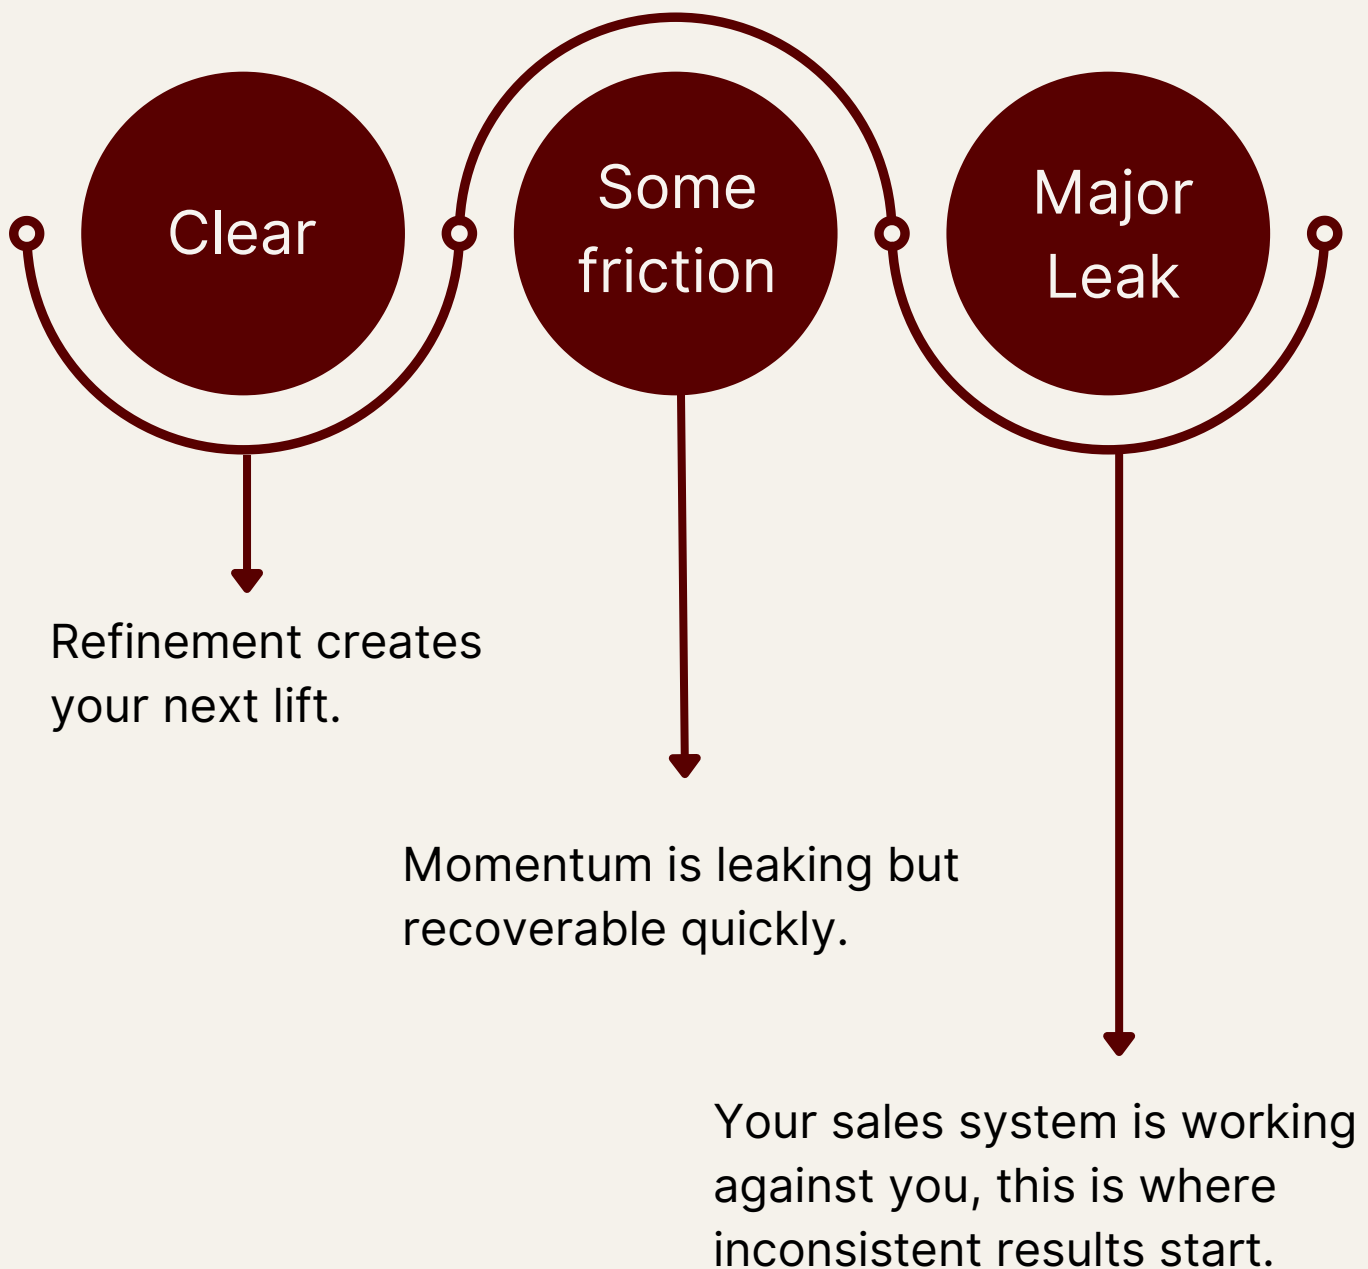 Clear
Some
friction
Major
Leak
Refinement creates
your next lift.
Momentum is leaking but
recoverable quickly.
Your sales system is working
against you, this is where
inconsistent results start.